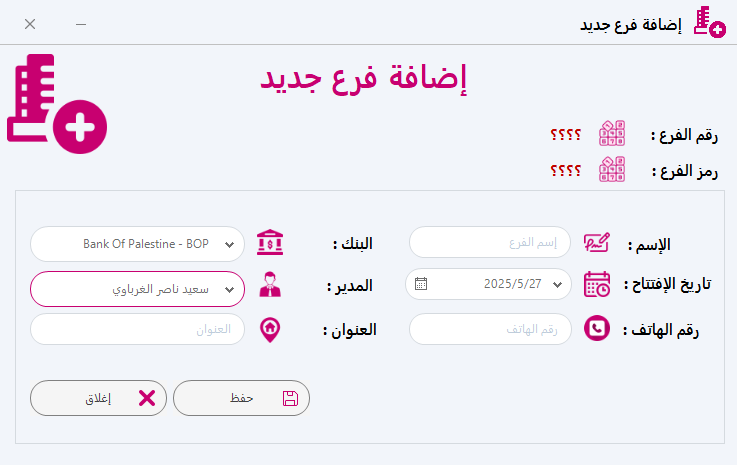 إضافة فرع جديد
إضافة فرع جديد
رقم الفرع : ؟؟؟؟
رمز الفرع : ؟؟؟؟
الإسم : إسم الفرع
البنك : Bank Of Palestine - BOP
تاريخ الإفتتاح : 2025/5/27
المدير : سعيد ناصر الغرباوي
رقم الهاتف : رقم الهاتف
العنوان : العنوان
حفظ
إغلاق